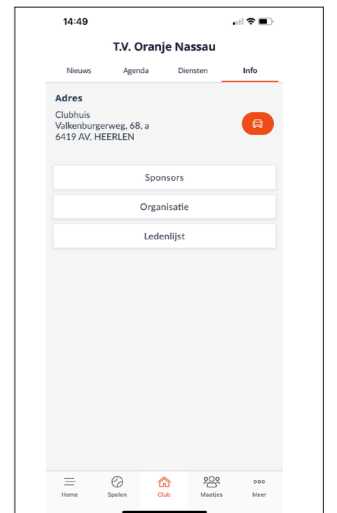 14:49
T.V. Oranje Nassau
Nieuws Agenda Diensten Info
Adres
Clubhuis
Valkenburgerweg, 68, a
6419 AV, HEERLEN
Sponsors
Organisatie
Ledenlijst
Home Spelen Club Maatjes Meer